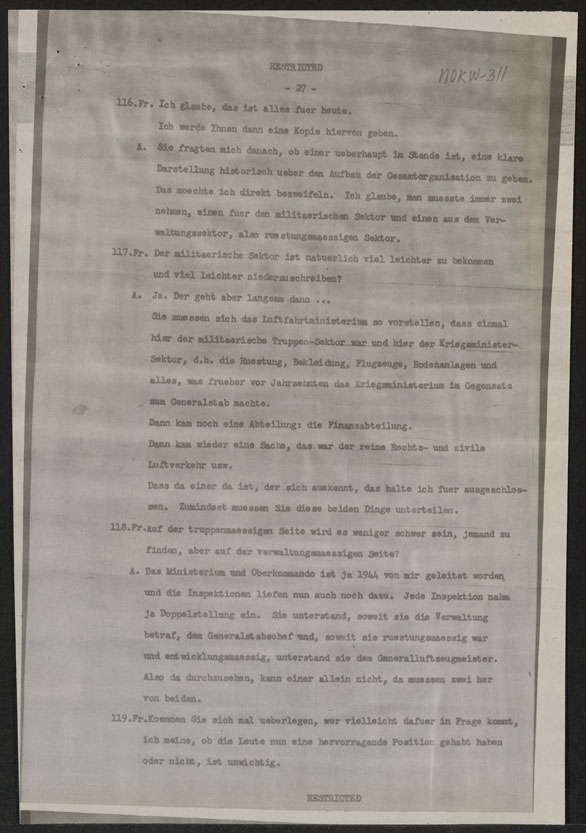 RESTRICTED
NOKW-311
- 27 -
116.Fr. Ich glaube, das ist alles fuer heute.
Ich werde Ihnen dann eine Kopie hiervon geben.
A. Sie fragten mich danach, ob einer ueberhaupt im Stande ist, eine klare
Darstellung historisch ueber den Aufbau der Gesamtorganisation zu geben.
Das moechte ich direkt bezweifeln. Ich glaube, man muesste immer zwei
nehmen, einen fuer den militaerischen Sektor und einen aus dem Ver-
waltungssektor, also ruestungsmaessigen Sektor.
117.Fr. Der militaerische Sektor ist natuerlich viel leichter zu bekommen
und viel leichter niederzuschreiben?
A. Ja. Der geht aber langsam dann ...
Sie muessen sich das Luftfahrtministerium so vorstellen, dass einmal
hier der militaerische Truppen-Sektor war und hier der Kriegsminister-
Sektor, d.h. die Ruestung, Bekleidung, Flugzeuge, Bodenanlagen und
alles, was frueher vor Jahrzehnten das Kriegsministerium im Gegensatz
zum Generalstab machte.
Dann kam noch eine Abteilung: die Finanzabteilung.
Dann kam wieder eine Sache, das war der reine Rechts- und zivile
Luftverkehr usw.
Dass da einer da ist, der sich auskennt, das halte ich fuer ausgeschlos-
sen. Zumindest muessen Sie diese beiden Dinge unterteilen.
118.Fr.Auf der truppenmaessigen Seite wird es weniger schwer sein, jemand zu
finden, aber auf der verwaltungsmaessigen Seite?
A. Das Ministerium und Oberkommando ist ja 1944 von mir geleitet worden
und die Inspektionen liefen nun auch noch dazu. Jede Inspektion nahm
ja Doppelstellung ein. Sie unterstand, soweit sie die Verwaltung
betraf, dem Generalstabschef und, soweit sie ruestungsmaessig war
und entwicklungsmaessig, unterstand sie dem Generalluftzeugmeister.
Also da durchzusehen, kann einer allein nicht, da muessen zwei her
von beiden.
119.Fr.Koennen Sie sich mal ueberlegen, wer vielleicht dafuer in Frage kommt,
ich meine, ob die Leute nun eine hervorragende Position gehabt haben
oder nicht, ist unwichtig.
RESTRICTED